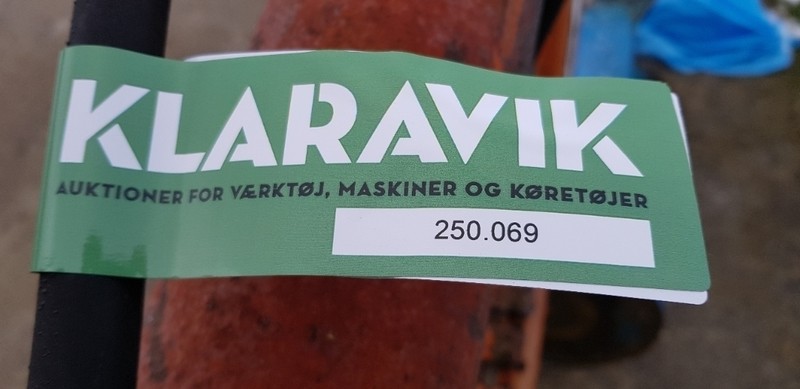 KLARAVIK
AUKTIONER FOR VÆRKTØJ, MASKINER OG KØRETØJER
250.069